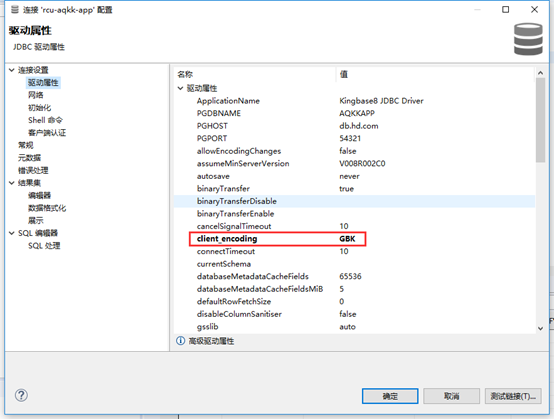 连接 'rcu-aqkk-app' 配置
驱动属性
JDBC 驱动属性
连接设置
驱动属性
网络
初始化
Shell 命令
客户端认证
常规
元数据
错误处理
结果集
编辑器
数据格式化
展示
SQL 编辑器
SQL 处理
名称 值
驱动属性
ApplicationName Kingbase8 JDBC Driver
PGDBNAME AQKKAPP
PGHOST db.hd.com
PGPORT 54321
allowEncodingChanges false
assumeMinServerVersion V008R002C0
autosave never
binaryTransfer true
binaryTransferDisable
binaryTransferEnable
cancelSignalTimeout 10
client_encoding GBK
connectTimeout 10
currentSchema
databaseMetadataCacheFields 65536
databaseMetadataCacheFieldsMiB 5
defaultRowFetchSize 0
disableColumnSanitiser false
gsslib auto
高级驱动属性
确定 取消 测试链接(T)...